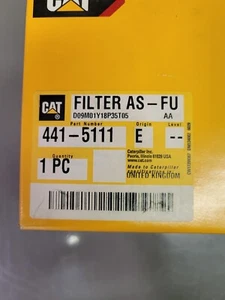 CAT
CAT
FILTER AS-FU
D09M01Y18P35T05
AA
Part Number
Origin
Level
441-5111
E
--
Quantity
1 PC
Caterpillar Inc.
Peoria, Illinois 61629 USA
www.cat.com
Made to Caterpillar
UNITED KINGDOM